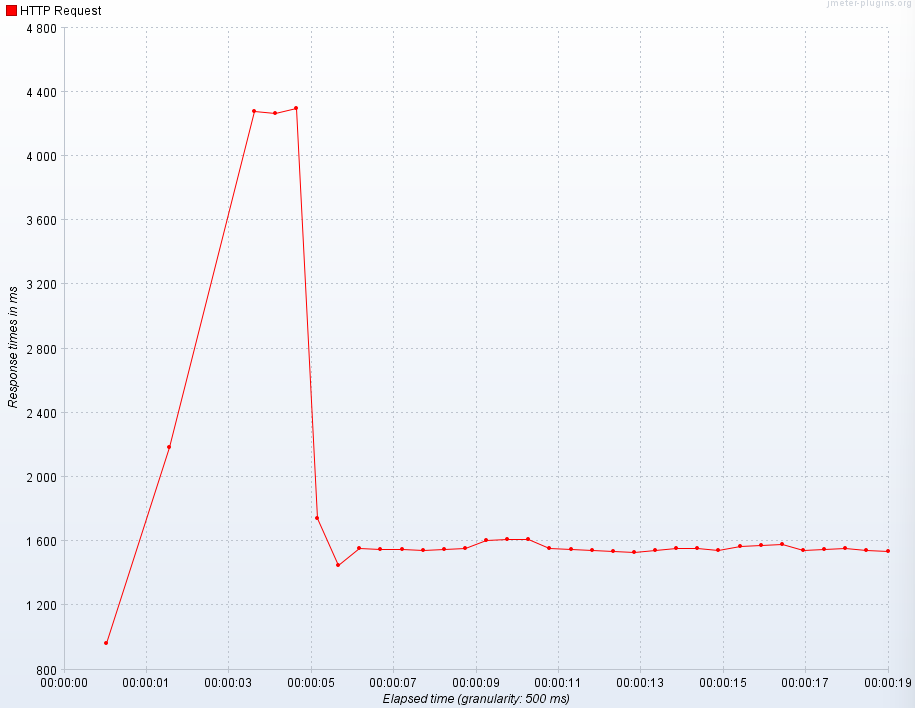 jmeter-plugins.org
HTTP Request
4 800
4 400
4 000
3 600
3 200
2 800
2 400
2 000
1 600
1 200
800
Response times in ms
00:00:00 00:00:01 00:00:03 00:00:05 00:00:07 00:00:09 00:00:11 00:00:13 00:00:15 00:00:17 00:00:19
Elapsed time (granularity: 500 ms)